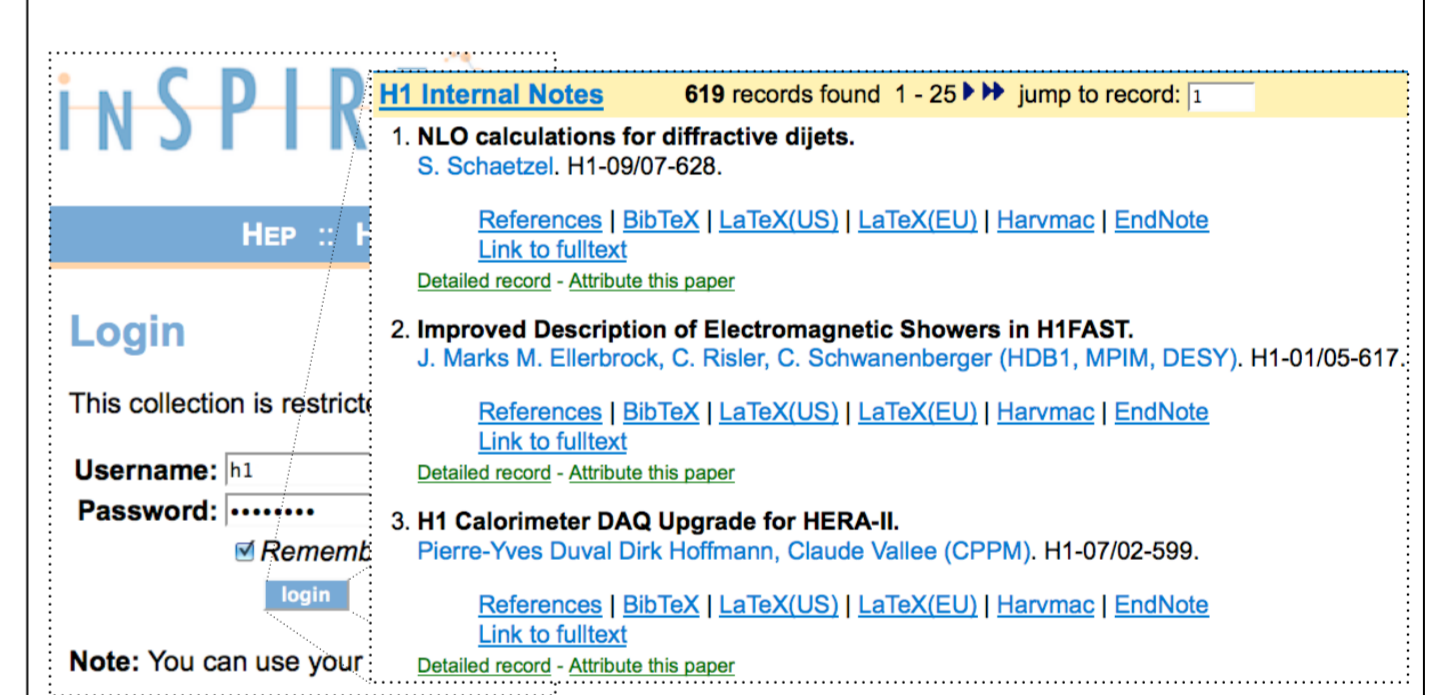 iNSPIR
HEP :: H
Login
This collection is restricte
Username: h1
Password: ••••••••
Rememb
login
Note: You can use your
H1 Internal Notes 619 records found 1 - 25 jump to record: 1
1. NLO calculations for diffractive dijets.
S. Schaetzel. H1-09/07-628.
References | BibTeX | LaTeX(US) | LaTeX(EU) | Harvmac | EndNote
Link to fulltext
Detailed record - Attribute this paper
2. Improved Description of Electromagnetic Showers in H1FAST.
J. Marks M. Ellerbrock, C. Risler, C. Schwanenberger (HDB1, MPIM, DESY). H1-01/05-617.
References | BibTeX | LaTeX(US) | LaTeX(EU) | Harvmac | EndNote
Link to fulltext
Detailed record - Attribute this paper
3. H1 Calorimeter DAQ Upgrade for HERA-II.
Pierre-Yves Duval Dirk Hoffmann, Claude Vallee (CPPM). H1-07/02-599.
References | BibTeX | LaTeX(US) | LaTeX(EU) | Harvmac | EndNote
Link to fulltext
Detailed record - Attribute this paper